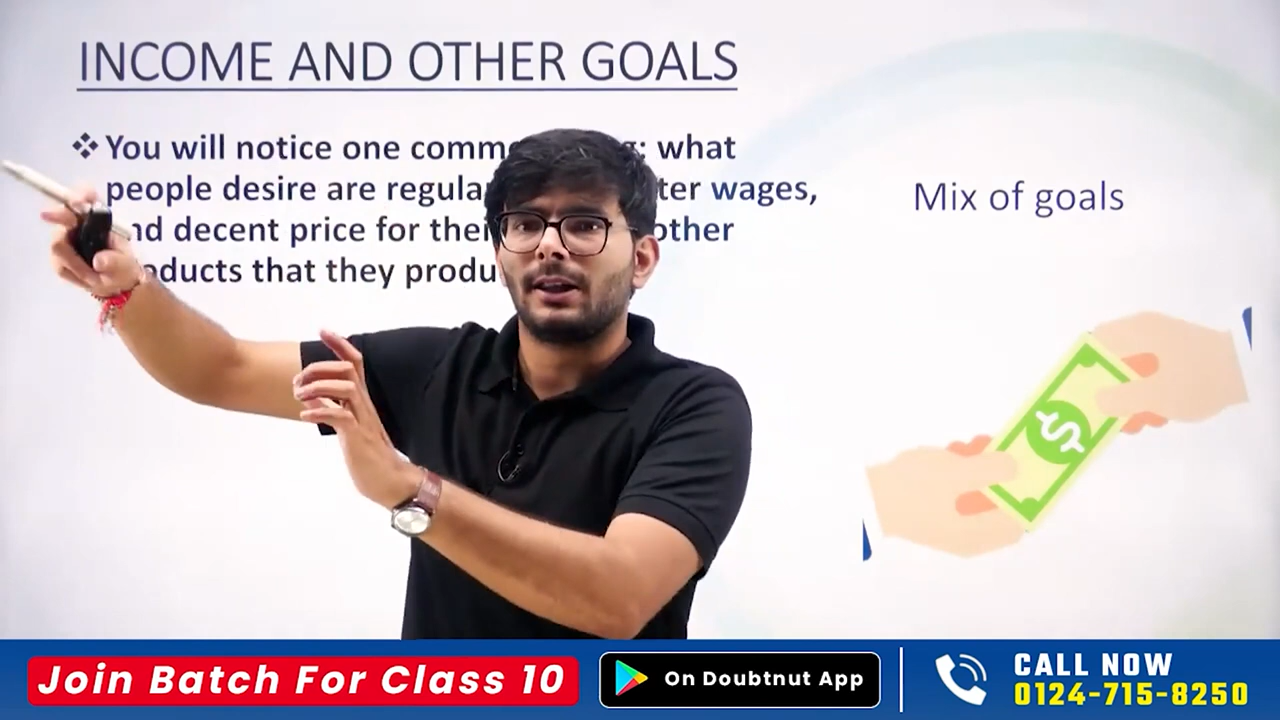 INCOME AND OTHER GOALS
❖ You will notice one comm : what
people desire are regula ter wages,
nd decent price for thei other
oducts that they produ
Mix of goals
$
Join Batch For Class 10
On Doubtnut App
CALL NOW
0124-715-8250